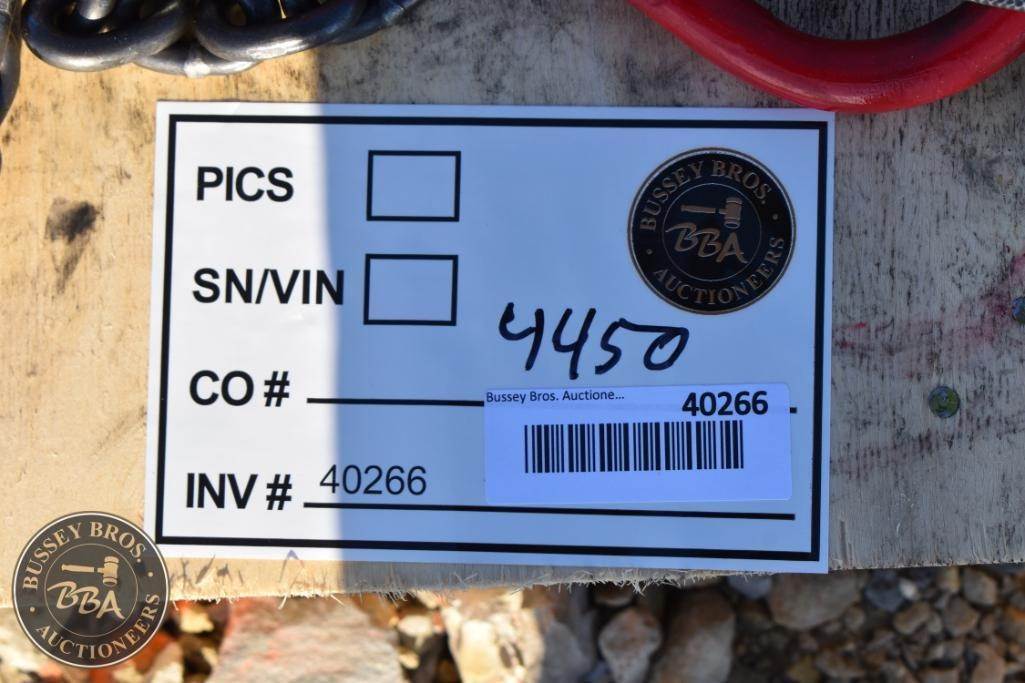 PICS
BUSSEY BROS.
BBA
AUCTIONEERS
SN/VIN
4450
CO #
Bussey Bros. Auctione...
40266
INV # 40266
BUSSEY BROS.
BBA
AUCTIONEERS